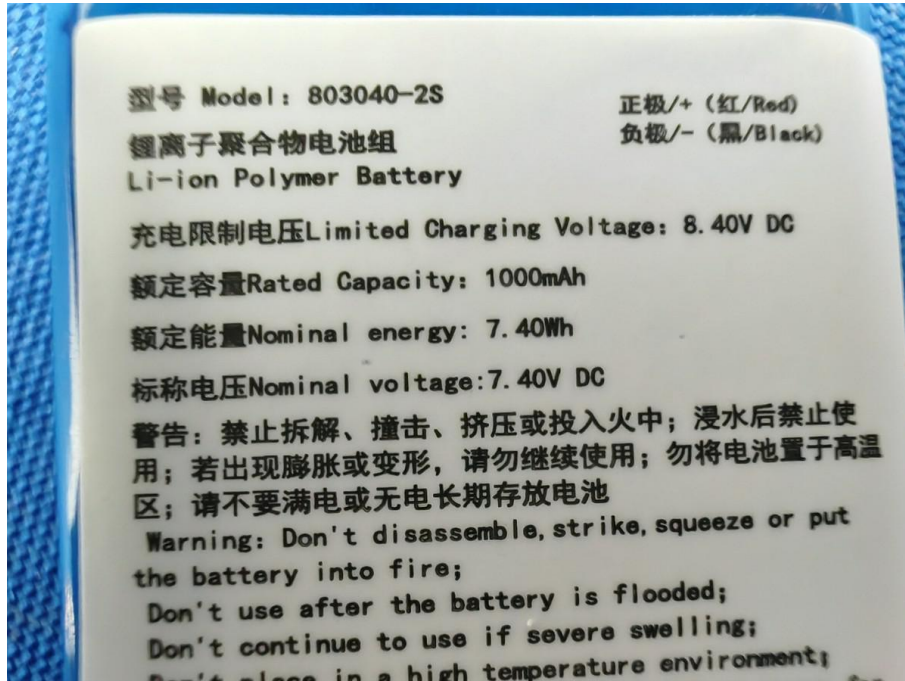 型号 Model: 803040-2S
正极/+ (红/Red)
负极/- (黑/Black)
锂离子聚合物电池组
Li-ion Polymer Battery
充电限制电压Limited Charging Voltage: 8.40V DC
额定容量Rated Capacity: 1000mAh
额定能量Nominal energy: 7.40Wh
标称电压Nominal voltage:7.40V DC
警告: 禁止拆解、撞击、挤压或投入火中; 浸水后禁止使
用; 若出现膨胀或变形, 请勿继续使用; 勿将电池置于高温
区; 请不要满电或无电长期存放电池
Warning: Don't disassemble,strike,squeeze or put
the battery into fire;
Don't use after the battery is flooded;
Don't continue to use if severe swelling;
Don't place in a high temperature environment;